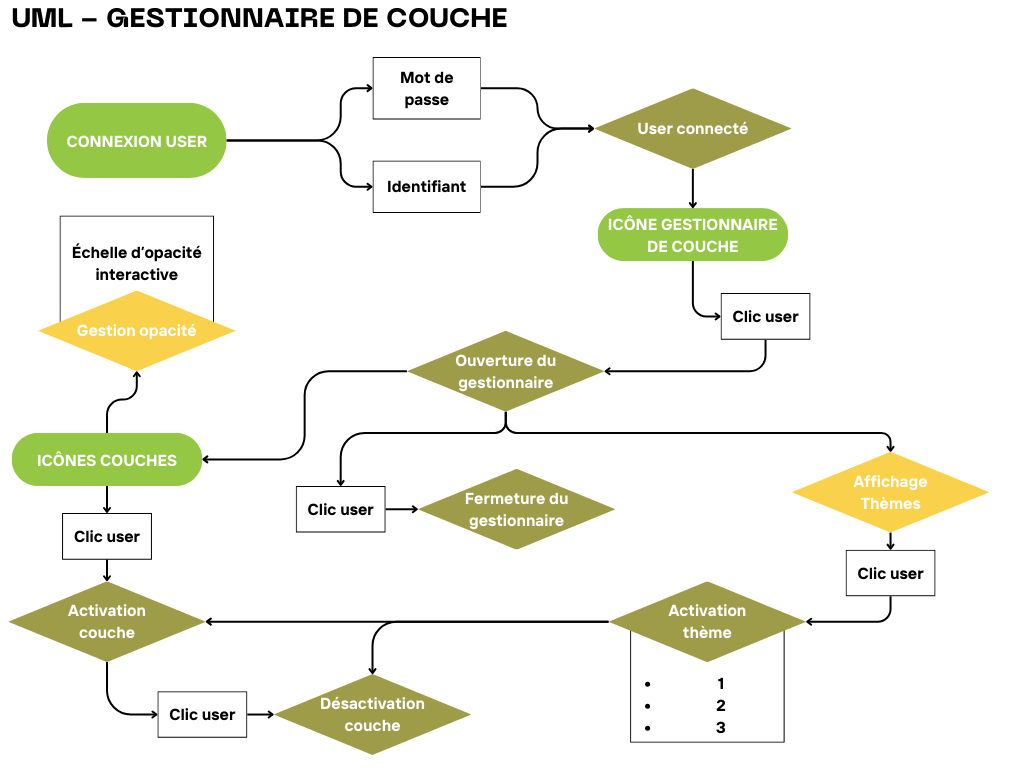 UML – GESTIONNAIRE DE COUCHE
Mot de
passe
CONNEXION USER
User connecté
Identifiant
ICÔNE GESTIONNAIRE
DE COUCHE
Échelle d'opacité
interactive
Gestion opacité
Clic user
Ouverture du
gestionnaire
ICÔNES COUCHES
Affichage
Thèmes
Clic user
Fermeture du
gestionnaire
Clic user
Clic user
Activation
couche
Activation
thème
• 1
• 2
• 3
Clic user
Désactivation
couche